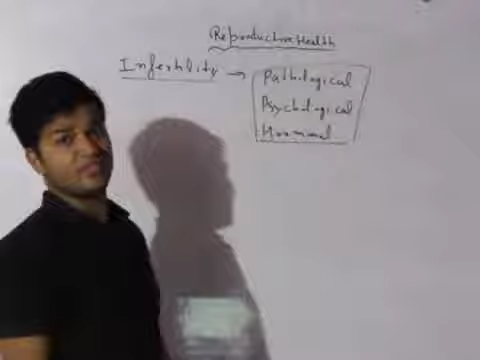 Reproductive Health
Infertility → Pathological
Psychological
Hormonal